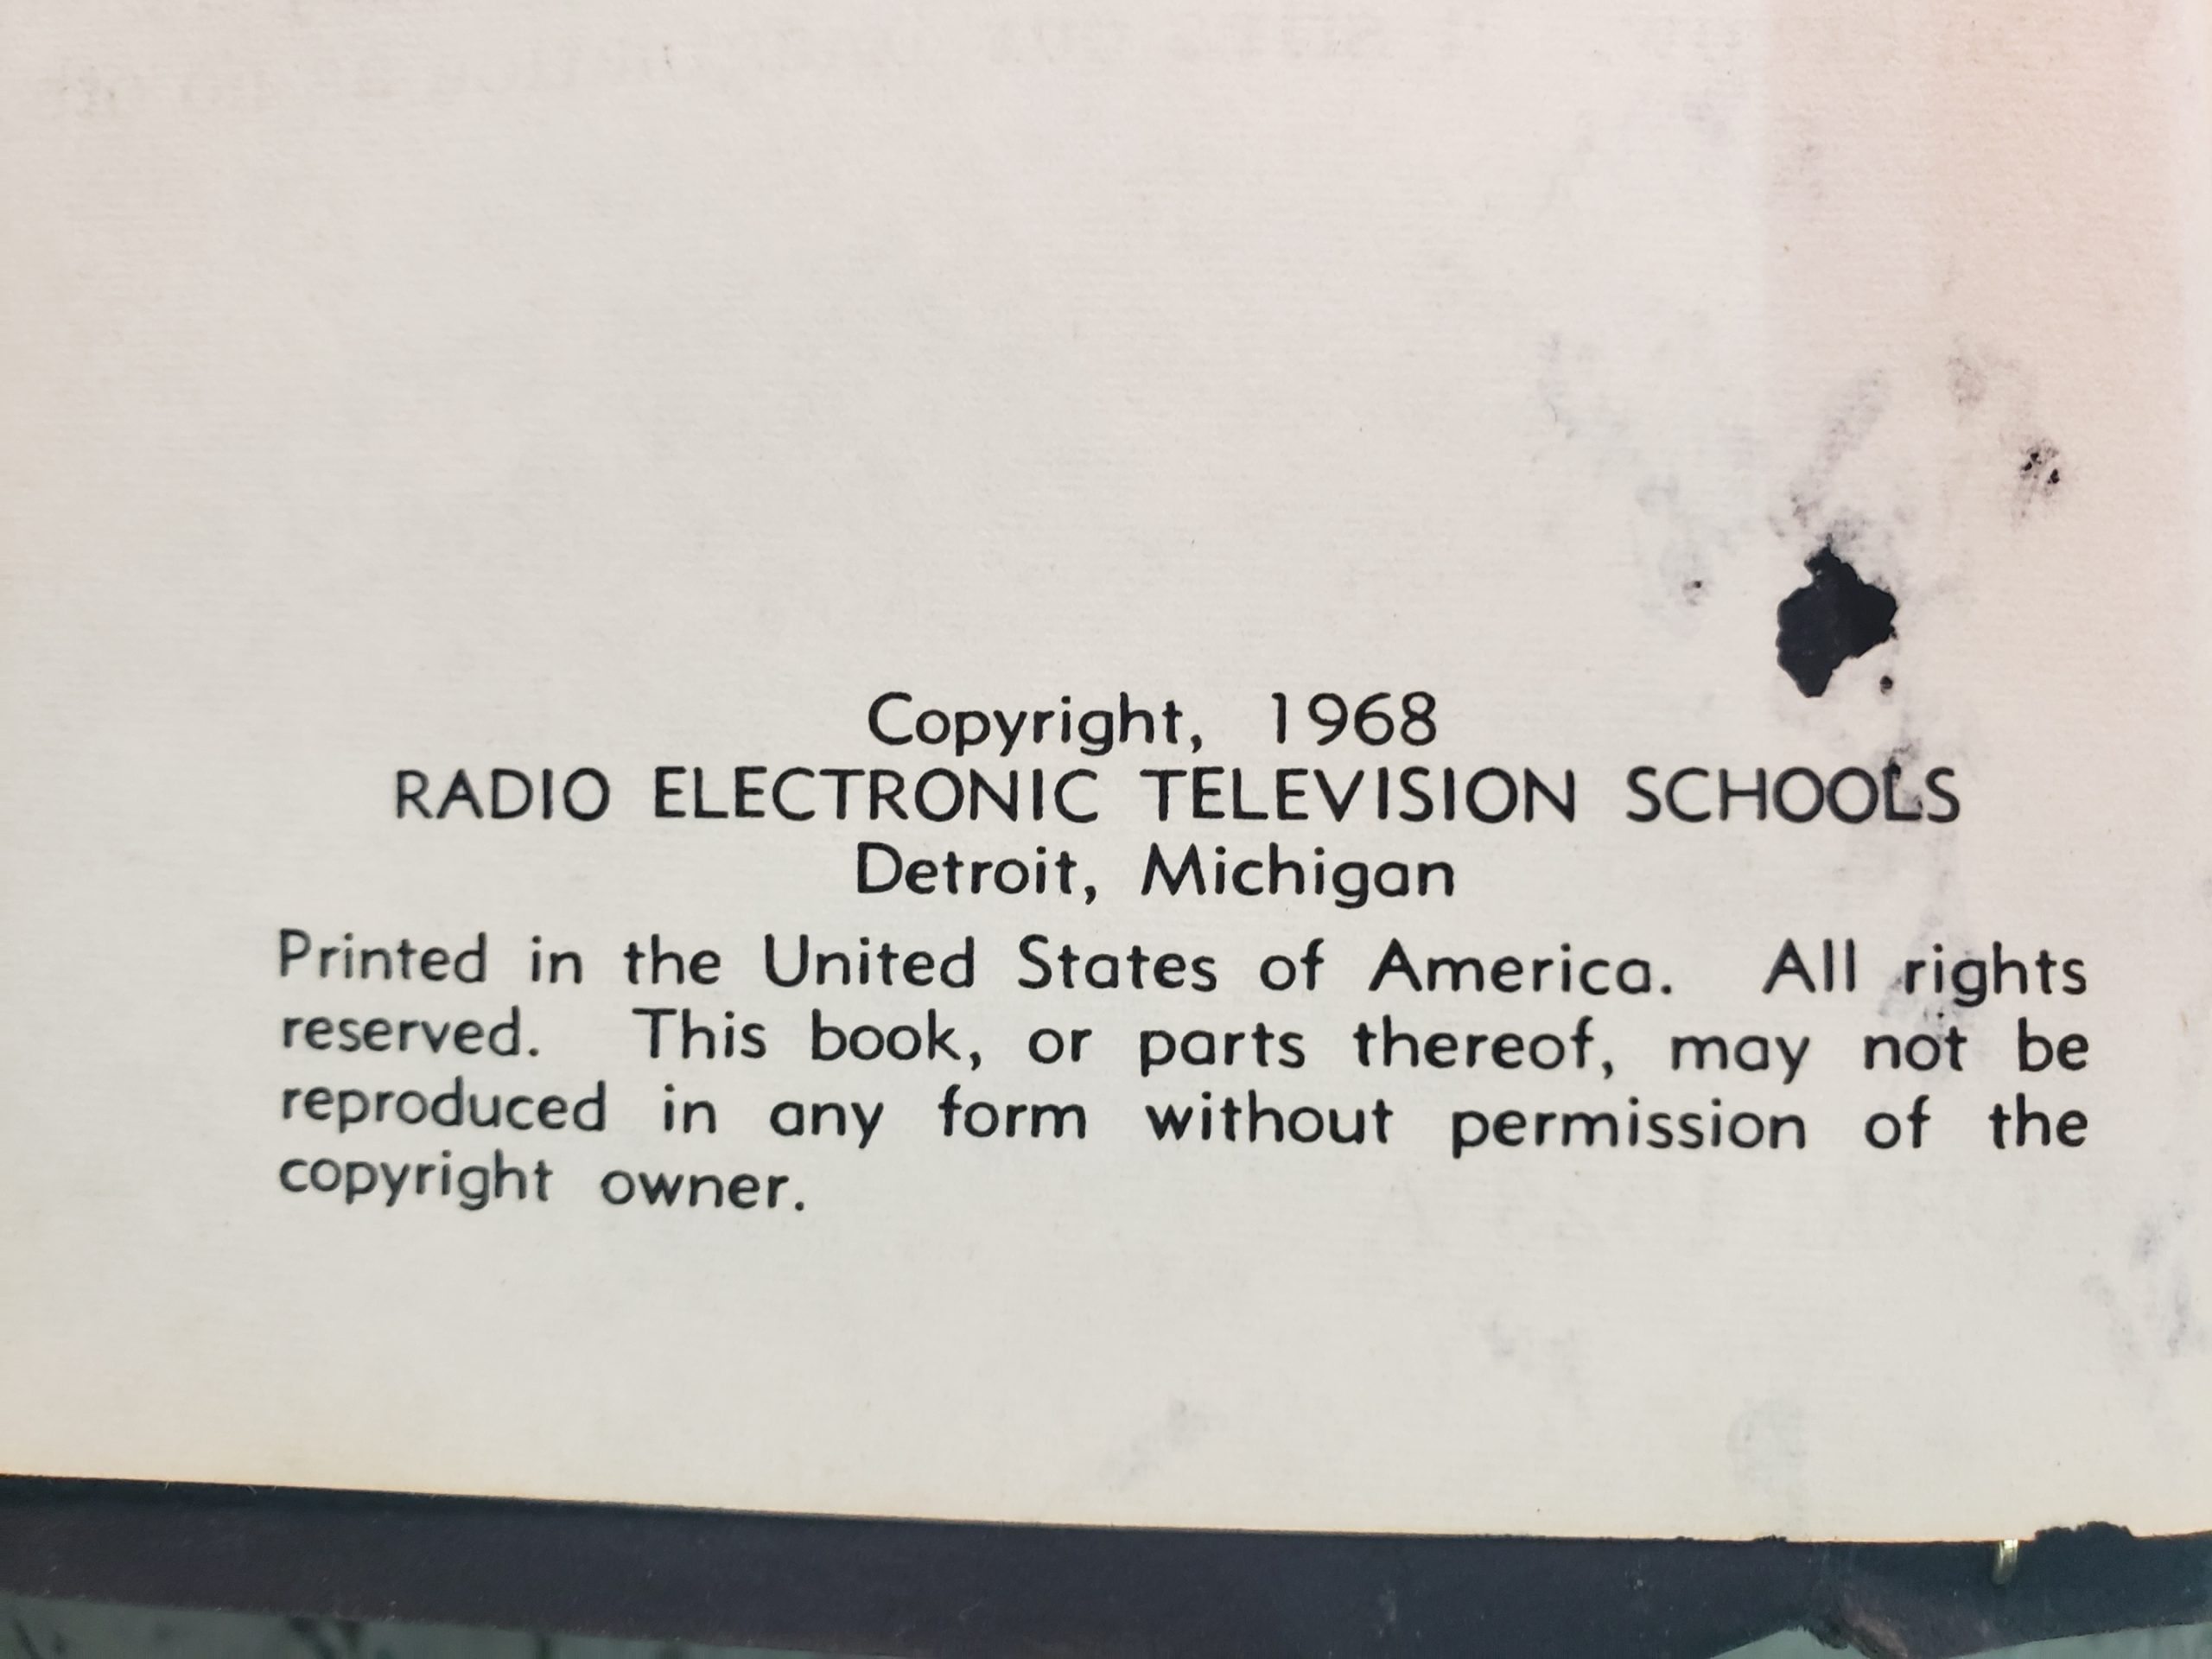 Copyright, 1968
RADIO ELECTRONIC TELEVISION SCHOOLS
Detroit, Michigan
Printed in the United States of America. All rights
reserved. This book, or parts thereof, may not be
reproduced in any form without permission of the
copyright owner.